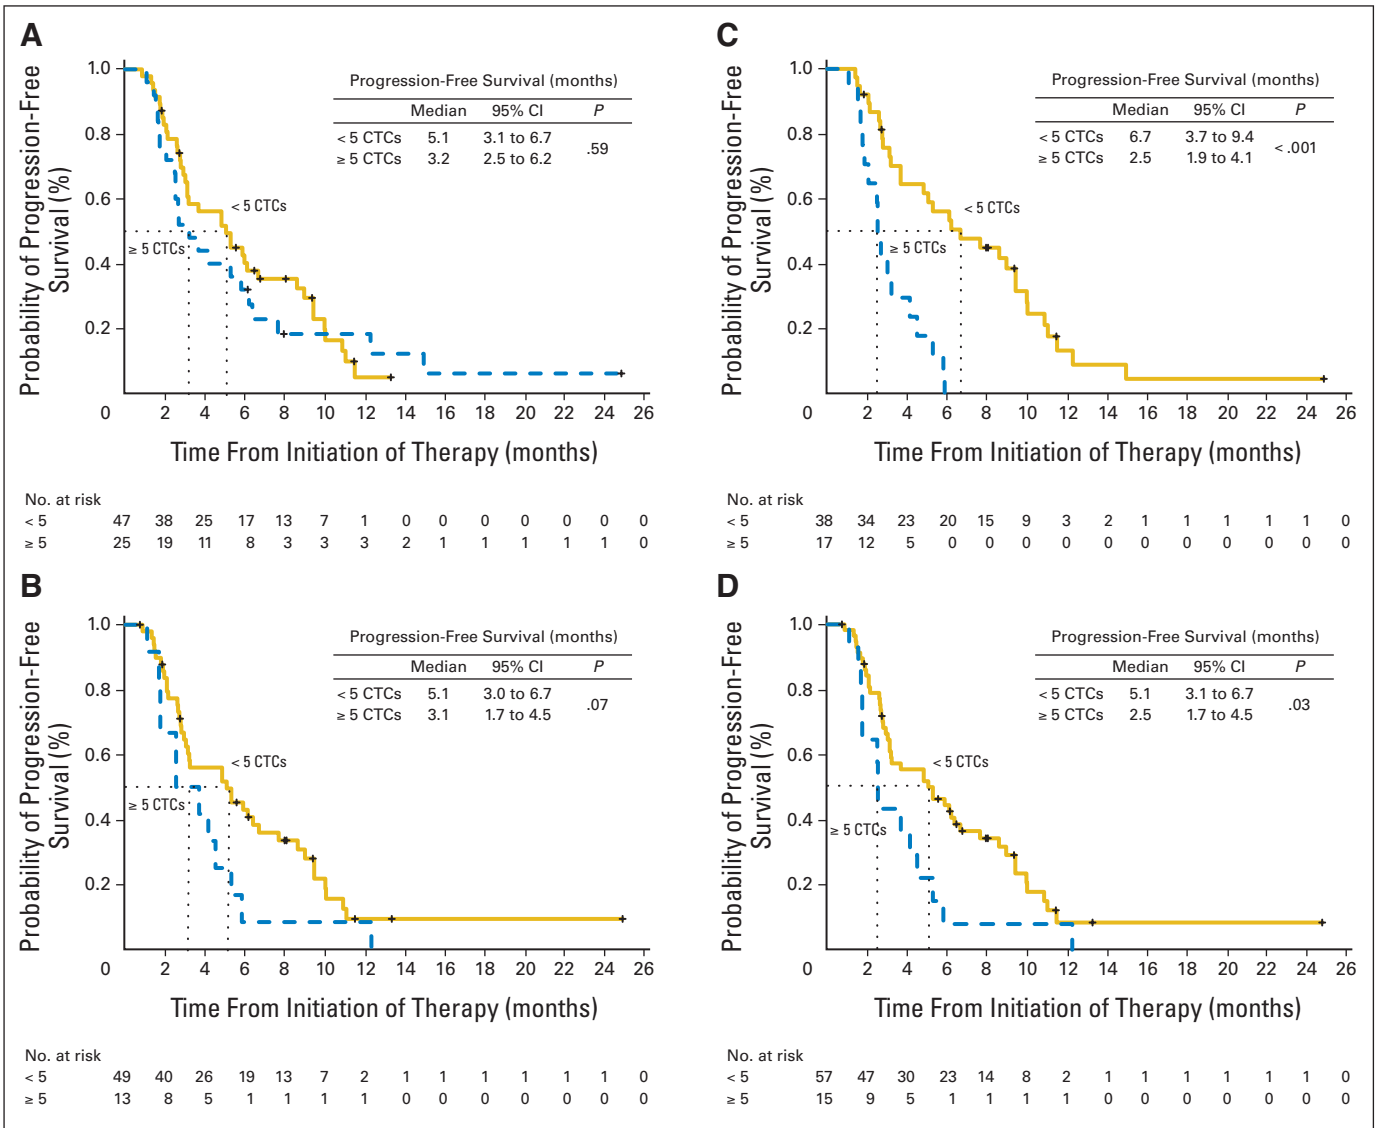 A
Probability of Progression-Free
Survival (%)
1.0
0.8
0.6
0.4
0.2
0
Progression-Free Survival (months)
Median 95% CI P
< 5 CTCs 5.1 3.1 to 6.7
≥ 5 CTCs 3.2 2.5 to 6.2
.59
< 5 CTCs
≥ 5 CTCs
2 4 6 8 10 12 14 16 18 20 22 24 26
Time From Initiation of Therapy (months)
No. at risk
< 5 47 38 25 17 13 7 1 0 0 0 0 0 0 0
≥ 5 25 19 11 8 3 3 3 2 1 1 1 1 1 0
B
Probability of Progression-Free
Survival (%)
1.0
0.8
0.6
0.4
0.2
0
Progression-Free Survival (months)
Median 95% CI P
< 5 CTCs 5.1 3.0 to 6.7
≥ 5 CTCs 3.1 1.7 to 4.5
.07
< 5 CTCs
≥ 5 CTCs
2 4 6 8 10 12 14 16 18 20 22 24 26
Time From Initiation of Therapy (months)
No. at risk
< 5 49 40 26 19 13 7 2 1 1 1 1 1 1 0
≥ 5 13 8 5 1 1 1 1 0 0 0 0 0 0 0
C
Probability of Progression-Free
Survival (%)
1.0
0.8
0.6
0.4
0.2
0
Progression-Free Survival (months)
Median 95% CI P
< 5 CTCs 6.7 3.7 to 9.4
≥ 5 CTCs 2.5 1.9 to 4.1
< .001
< 5 CTCs
≥ 5 CTCs
2 4 6 8 10 12 14 16 18 20 22 24 26
Time From Initiation of Therapy (months)
No. at risk
< 5 38 34 23 20 15 9 3 2 1 1 1 1 1 0
≥ 5 17 12 5 0 0 0 0 0 0 0 0 0 0 0
D
Probability of Progression-Free
Survival (%)
1.0
0.8
0.6
0.4
0.2
0
Progression-Free Survival (months)
Median 95% CI P
< 5 CTCs 5.1 3.1 to 6.7
≥ 5 CTCs 2.5 1.7 to 4.5
.03
< 5 CTCs
≥ 5 CTCs
2 4 6 8 10 12 14 16 18 20 22 24 26
Time From Initiation of Therapy (months)
No. at risk
< 5 57 47 30 23 14 8 2 1 1 1 1 1 1 0
≥ 5 15 9 5 1 1 1 1 0 0 0 0 0 0 0